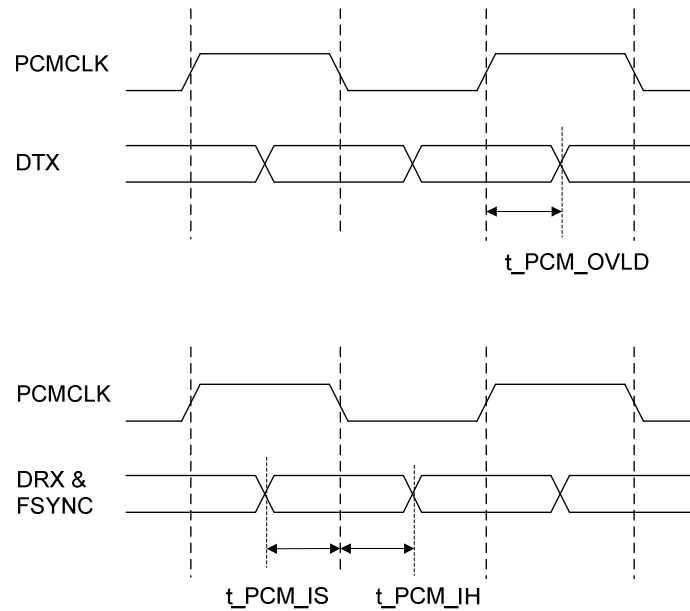 PCMCLK
DTX
t_PCM_OVLD
PCMCLK
DRX &
FSYNC
t_PCM_IS
t_PCM_IH